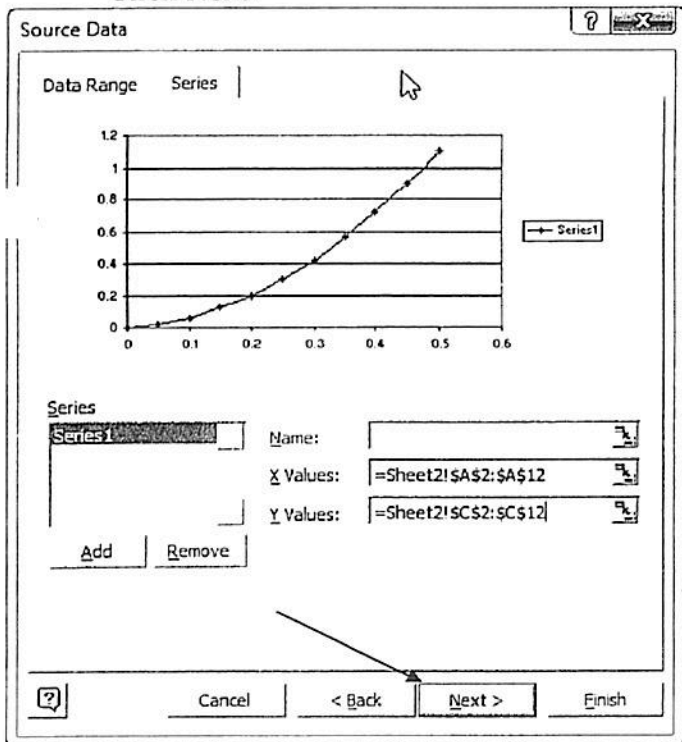 Source Data
Data Range Series
1.2
1
0.8
0.6
0.4
0.2
0
0 0.1 0.2 0.3 0.4 0.5 0.6
Series1
Series
Series1
Name:
X Values: =Sheet2!$A$2:$A$12
Y Values: =Sheet2!$C$2:$C$12
Add Remove
Cancel < Back Next > Finish